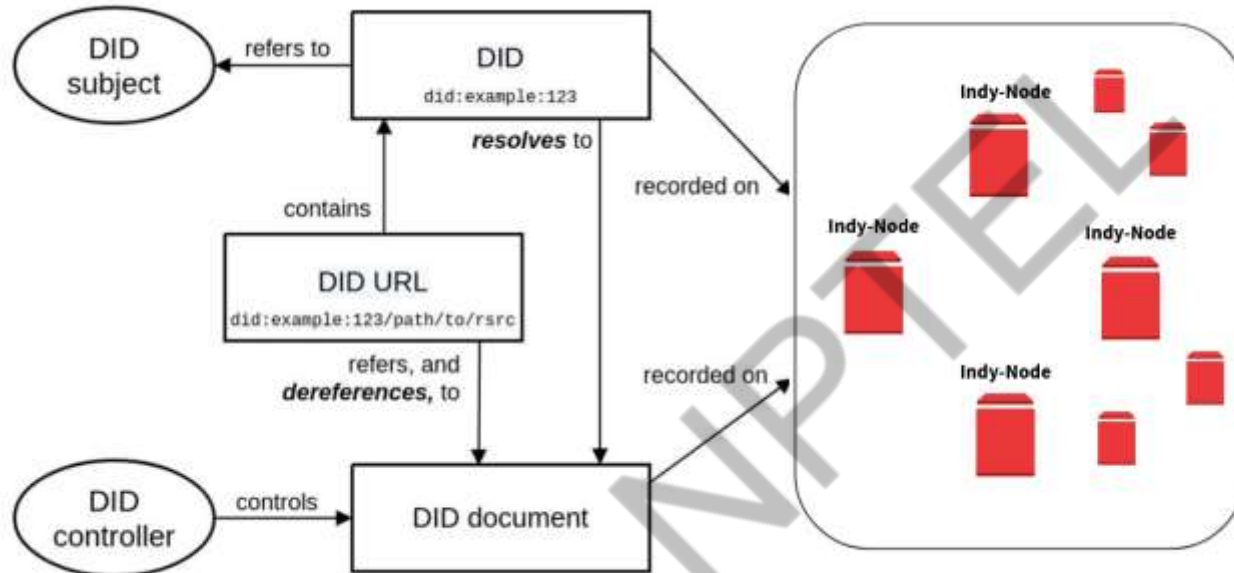 DID
subject
refers to
DID
did:example:123
resolves to
recorded on
contains
DID URL
did:example:123/path/to/rsrc
refers, and
dereferences, to
recorded on
DID
controller
controls
DID document
Indy-Node
Indy-Node
Indy-Node
Indy-Node
NPTEL